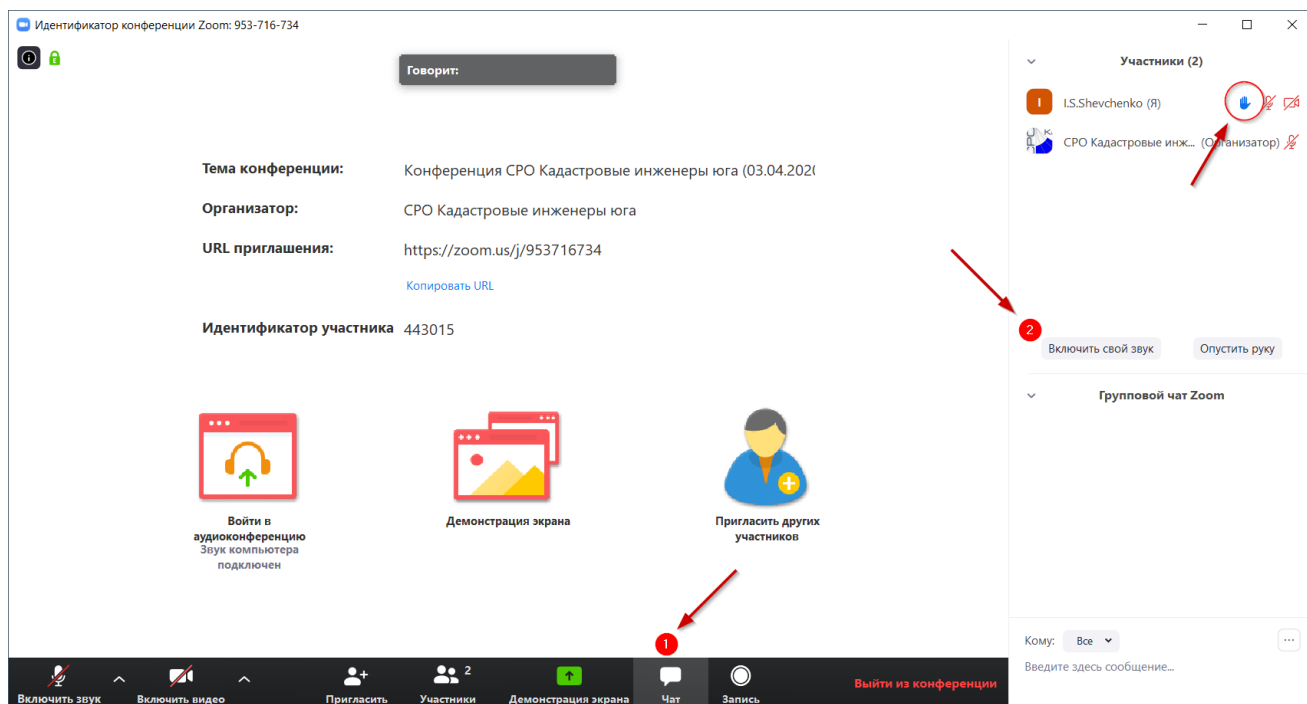 Идентификатор конференции Zoom: 953-716-734
Говорит:
Тема конференции: Конференция СРО Кадастровые инженеры юга (03.04.2020
Организатор: СРО Кадастровые инженеры юга
URL приглашения: https://zoom.us/j/953716734
Копировать URL
Идентификатор участника 443015
Войти в
аудиоконференцию
Звук компьютера
подключен
Демонстрация экрана
Пригласить других
участников
1
Включить звук
Включить видео
Пригласить
2
Участники
Демонстрация экрана
Чат
Запись
Выйти из конференции
Участники (2)
I
I.S.Shevchenko (Я)
СРО Кадастровые инж... (Организатор)
2
Включить свой звук
Опустить руку
Групповой чат Zoom
Кому: Все
Введите здесь сообщение...